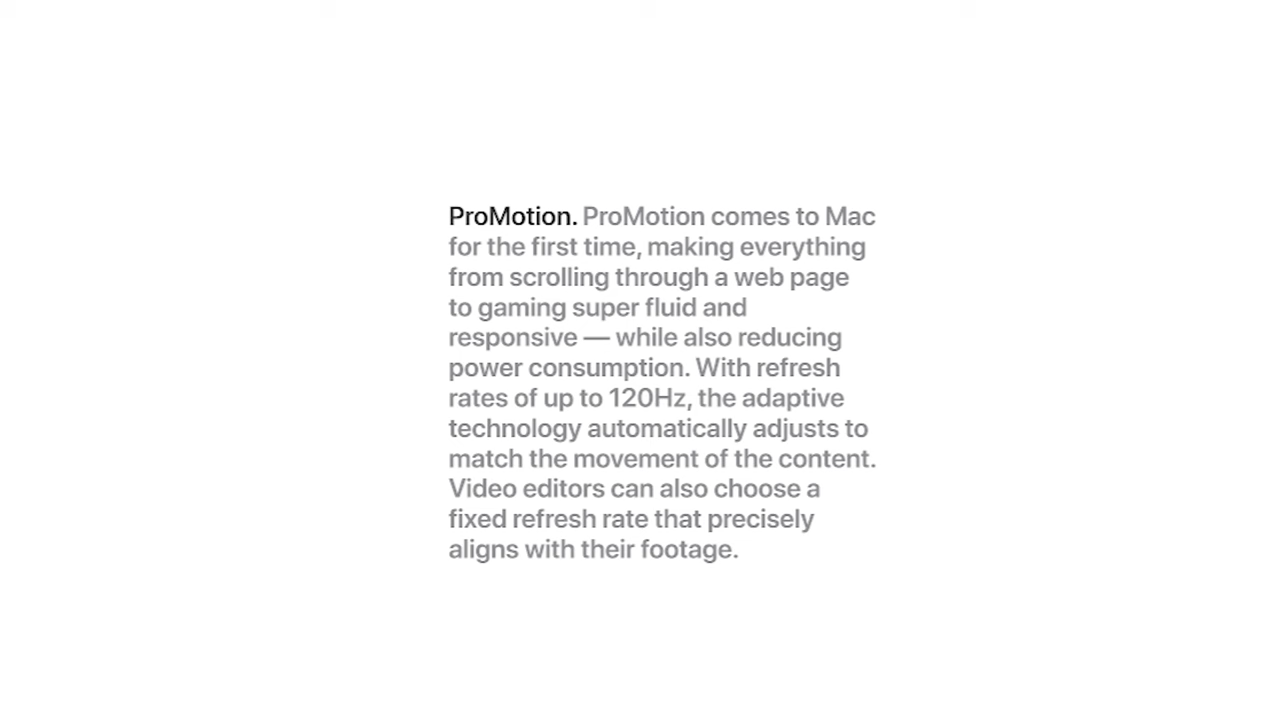 ProMotion. ProMotion comes to Mac
for the first time, making everything
from scrolling through a web page
to gaming super fluid and
responsive — while also reducing
power consumption. With refresh
rates of up to 120Hz, the adaptive
technology automatically adjusts to
match the movement of the content.
Video editors can also choose a
fixed refresh rate that precisely
aligns with their footage.